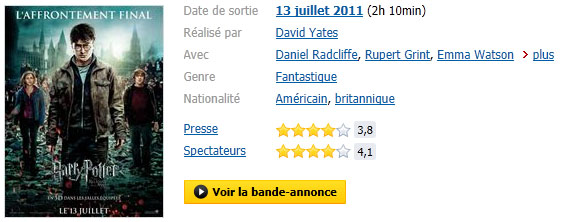 L'AFFRONTEMENT FINAL
Harry Potter
EN 3D DANS LES SALLES ÉQUIPÉES
LE 13 JUILLET
Date de sortie 13 juillet 2011 (2h 10min)
Réalisé par David Yates
Avec Daniel Radcliffe, Rupert Grint, Emma Watson > plus
Genre Fantastique
Nationalité Américain, britannique
Presse 3,8
Spectateurs 4,1
Voir la bande-annonce